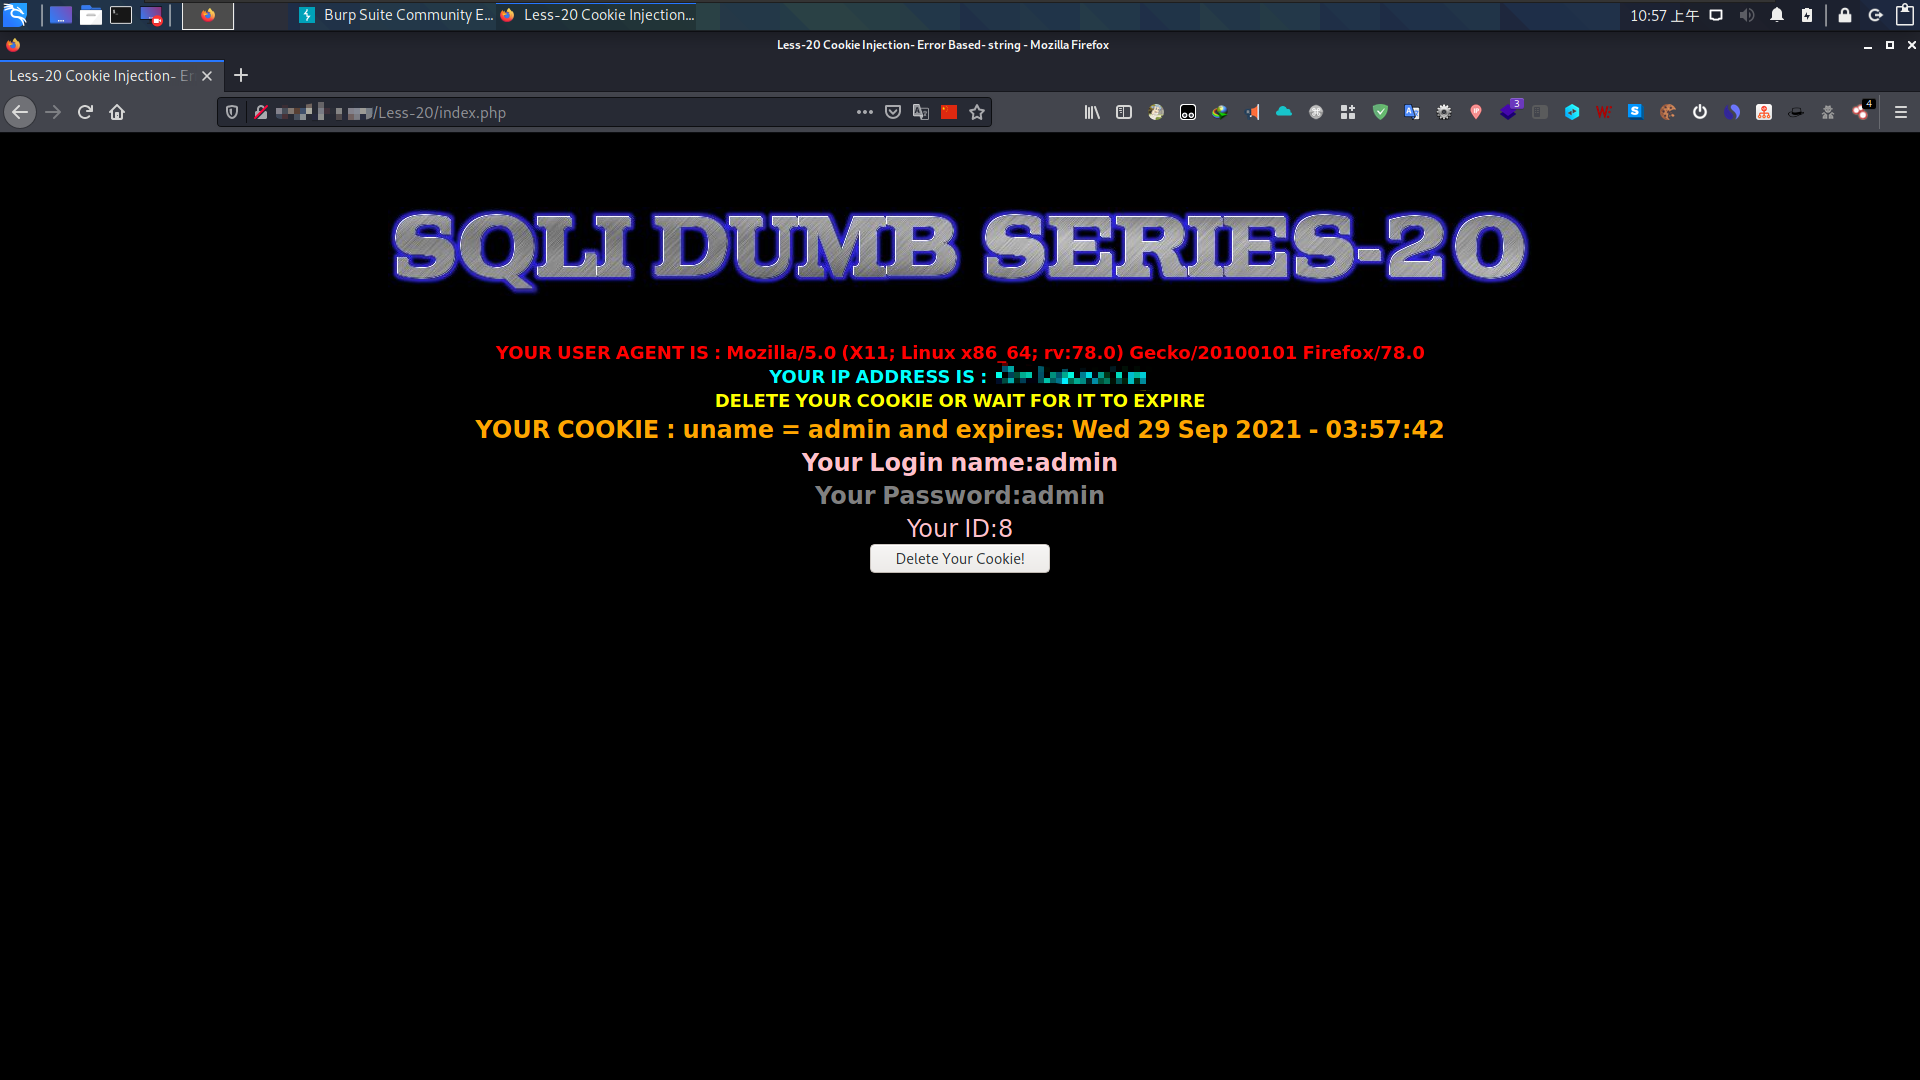 Burp Suite Community E...
Less-20 Cookie Injection...
10:57 上午
Less-20 Cookie Injection- Error Based- string - Mozilla Firefox
Less-20 Cookie Injection- Er
/Less-20/index.php
3
4
SQLI DUMB SERIES-20
YOUR USER AGENT IS : Mozilla/5.0 (X11; Linux x86_64; rv:78.0) Gecko/20100101 Firefox/78.0
YOUR IP ADDRESS IS :
DELETE YOUR COOKIE OR WAIT FOR IT TO EXPIRE
YOUR COOKIE : uname = admin and expires: Wed 29 Sep 2021 - 03:57:42
Your Login name:admin
Your Password:admin
Your ID:8
Delete Your Cookie!